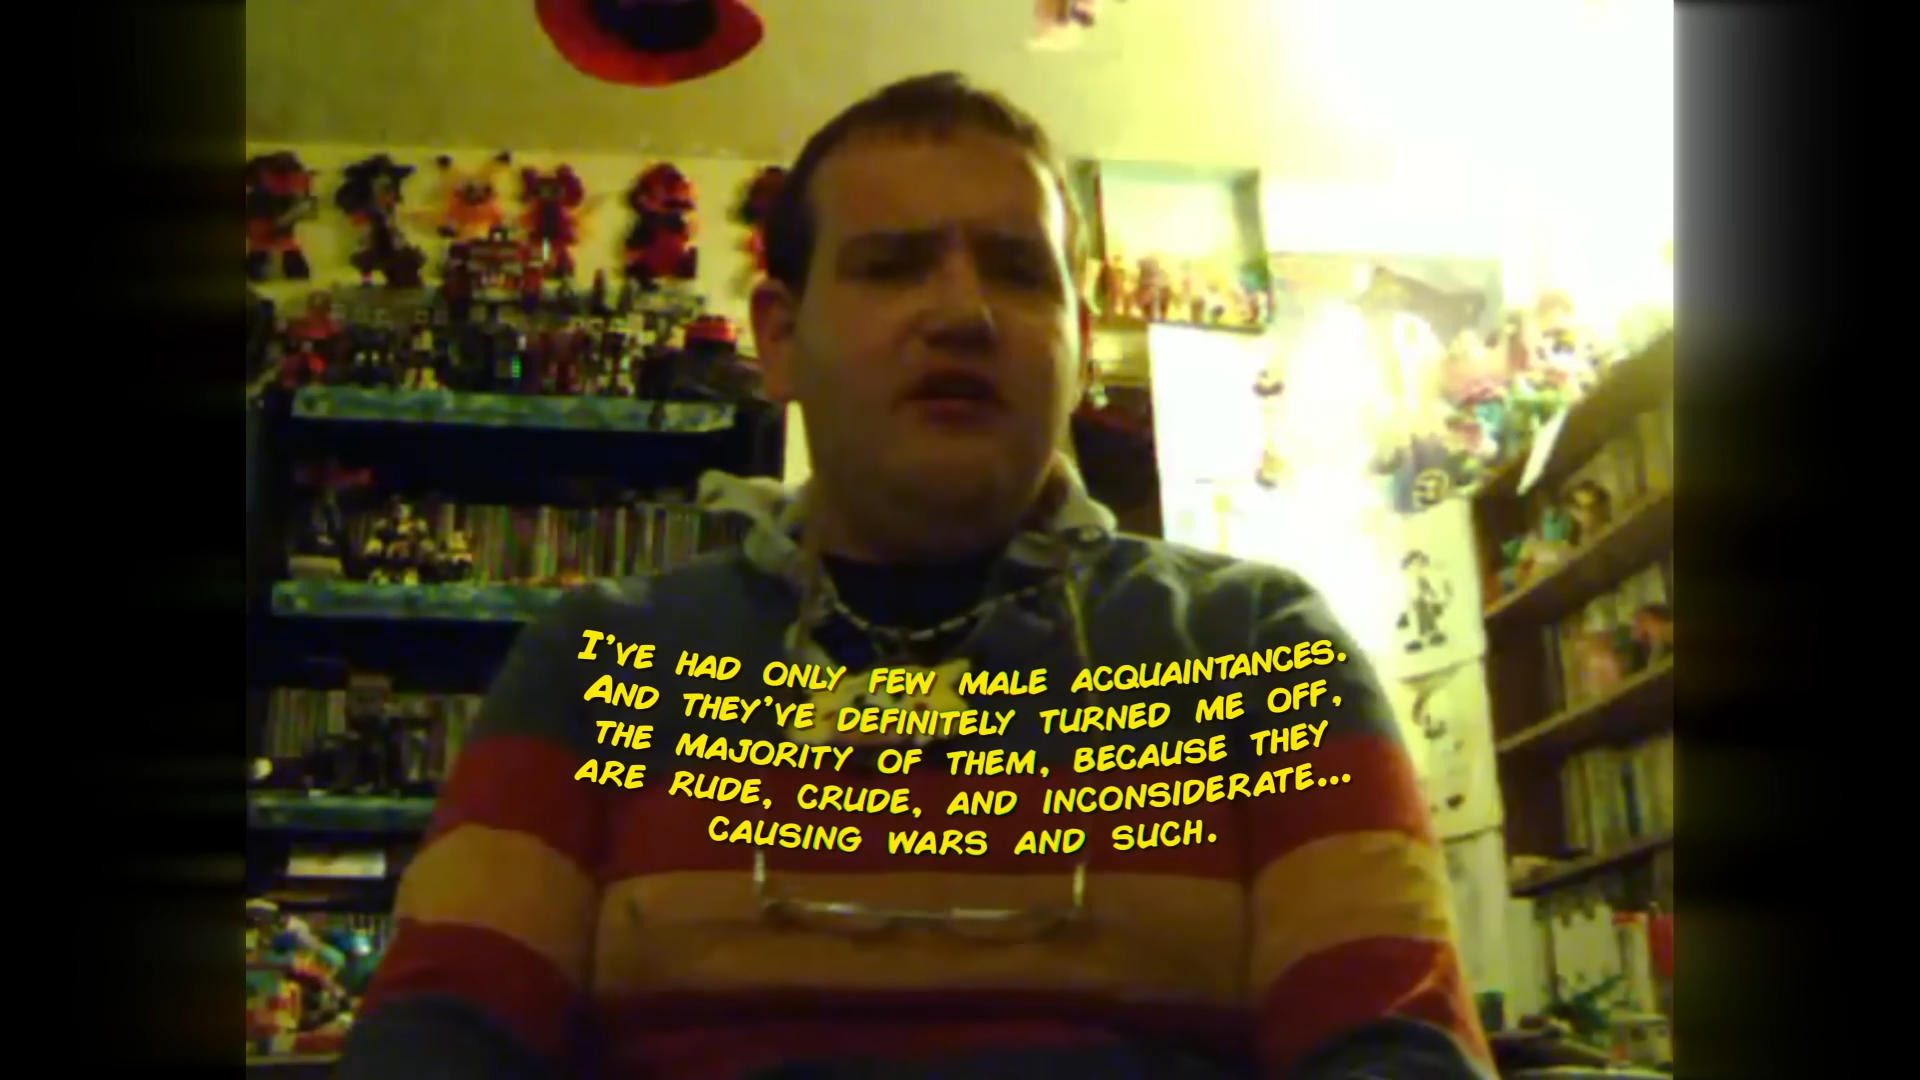 I've had only few male acquaintances.
And they've definitely turned me off,
the majority of them, because they
are rude, crude, and inconsiderate...
causing wars and such.